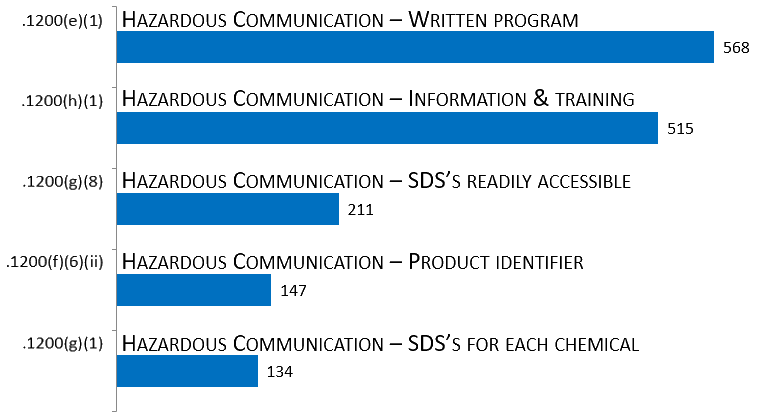 .1200(e)(1) HAZARDOUS COMMUNICATION – WRITTEN PROGRAM
568
.1200(h)(1) HAZARDOUS COMMUNICATION – INFORMATION & TRAINING
515
.1200(g)(8) HAZARDOUS COMMUNICATION – SDS’S READILY ACCESSIBLE
211
.1200(f)(6)(ii) HAZARDOUS COMMUNICATION – PRODUCT IDENTIFIER
147
.1200(g)(1) HAZARDOUS COMMUNICATION – SDS’S FOR EACH CHEMICAL
134